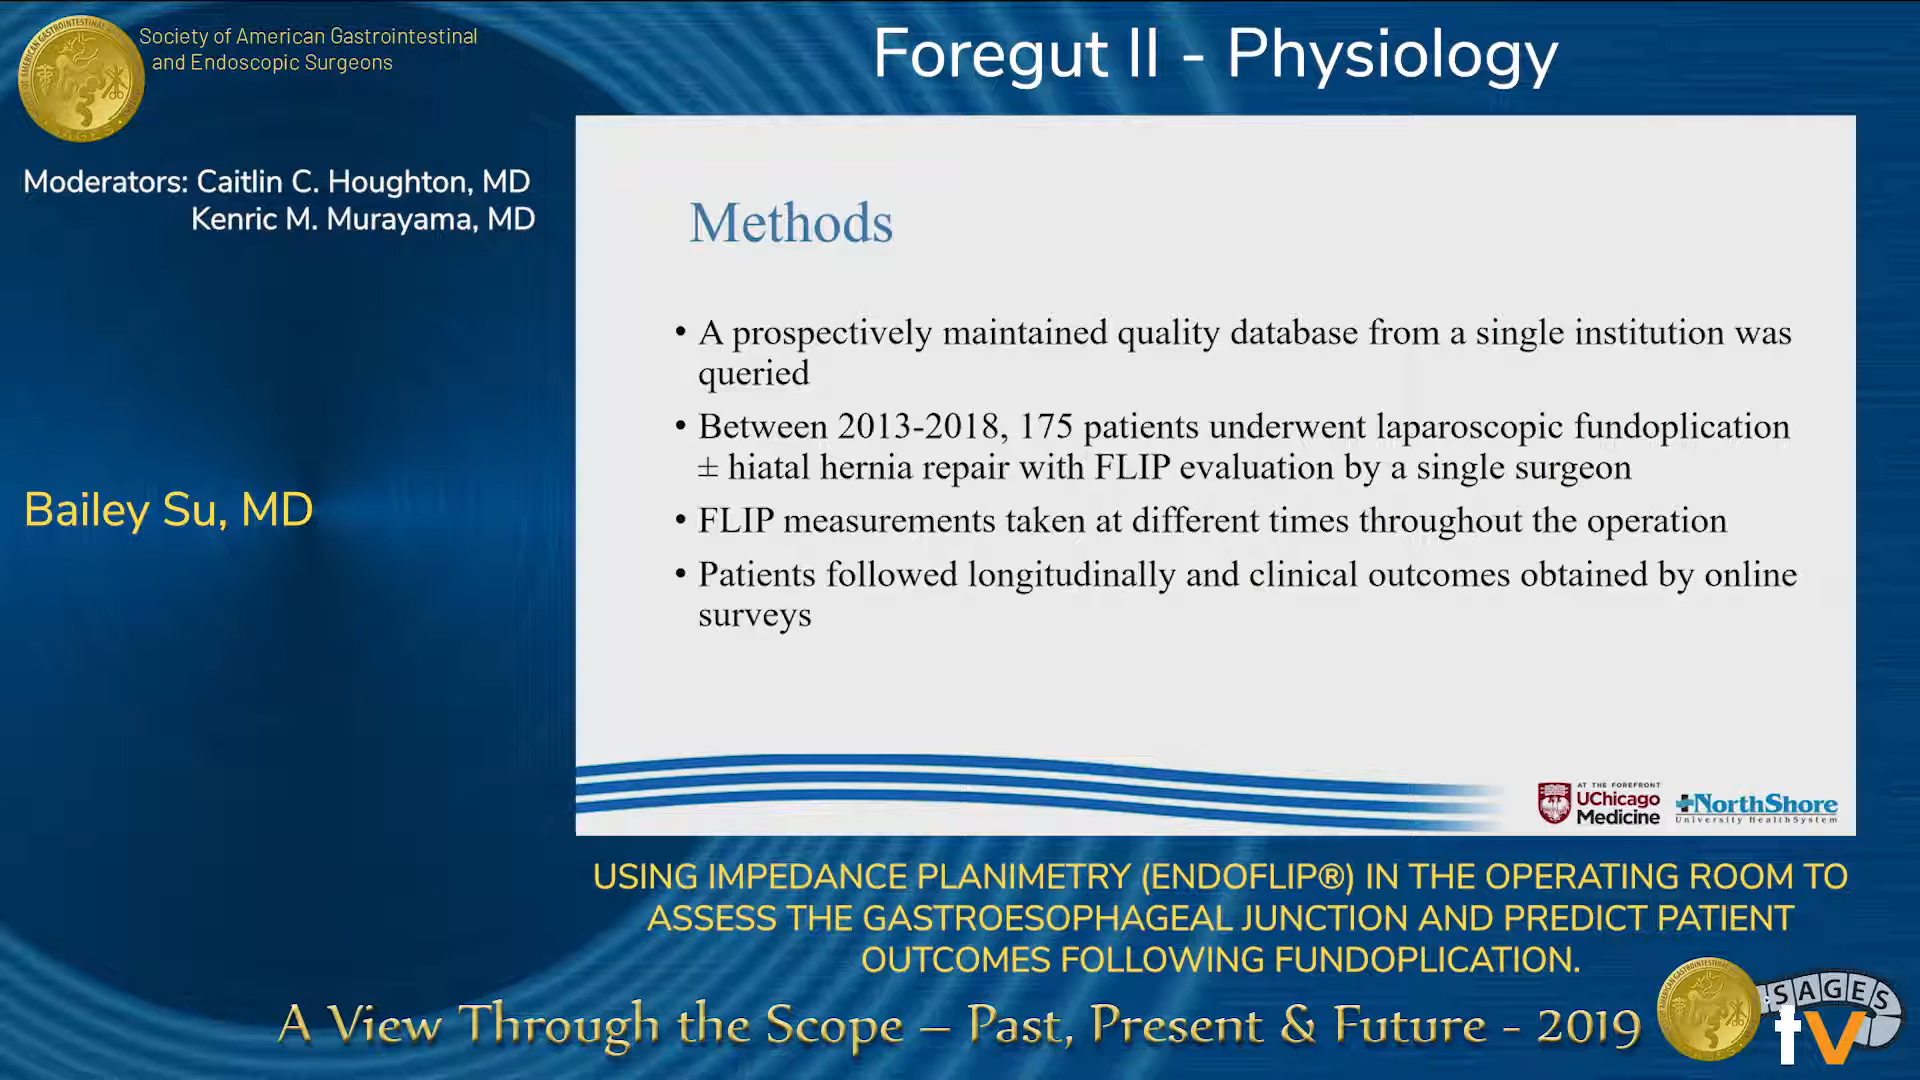 Society of American Gastrointestinal
and Endoscopic Surgeons
Foregut II - Physiology
Moderators: Caitlin C. Houghton, MD
Kenric M. Murayama, MD
Bailey Su, MD
Methods
• A prospectively maintained quality database from a single institution was
queried
• Between 2013-2018, 175 patients underwent laparoscopic fundoplication
± hiatal hernia repair with FLIP evaluation by a single surgeon
• FLIP measurements taken at different times throughout the operation
• Patients followed longitudinally and clinical outcomes obtained by online
surveys
AT THE FOREFRONT
UChicago
Medicine
NorthShore
University HealthSystem
USING IMPEDANCE PLANIMETRY (ENDOFLIP®) IN THE OPERATING ROOM TO
ASSESS THE GASTROESOPHAGEAL JUNCTION AND PREDICT PATIENT
OUTCOMES FOLLOWING FUNDOPLICATION.
A View Through the Scope – Past, Present & Future - 2019
SAGES
tv